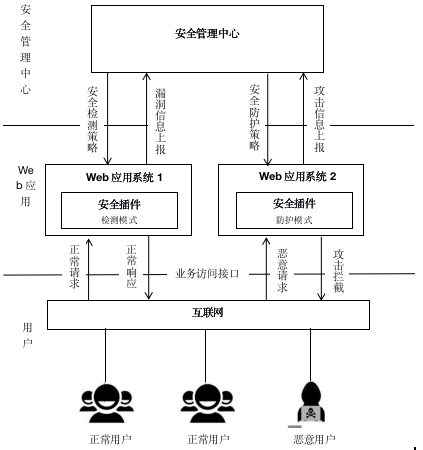 安全管理中心
安全管理中心
安全检测策略
漏洞信息上报
安全防护策略
攻击信息上报
We
b 应
用
Web 应用系统 1
安全插件
检测模式
Web 应用系统 2
安全插件
防护模式
正常请求
正常响应
业务访问接口
恶意请求
攻击拦截
用户
互联网
正常用户
正常用户
恶意用户